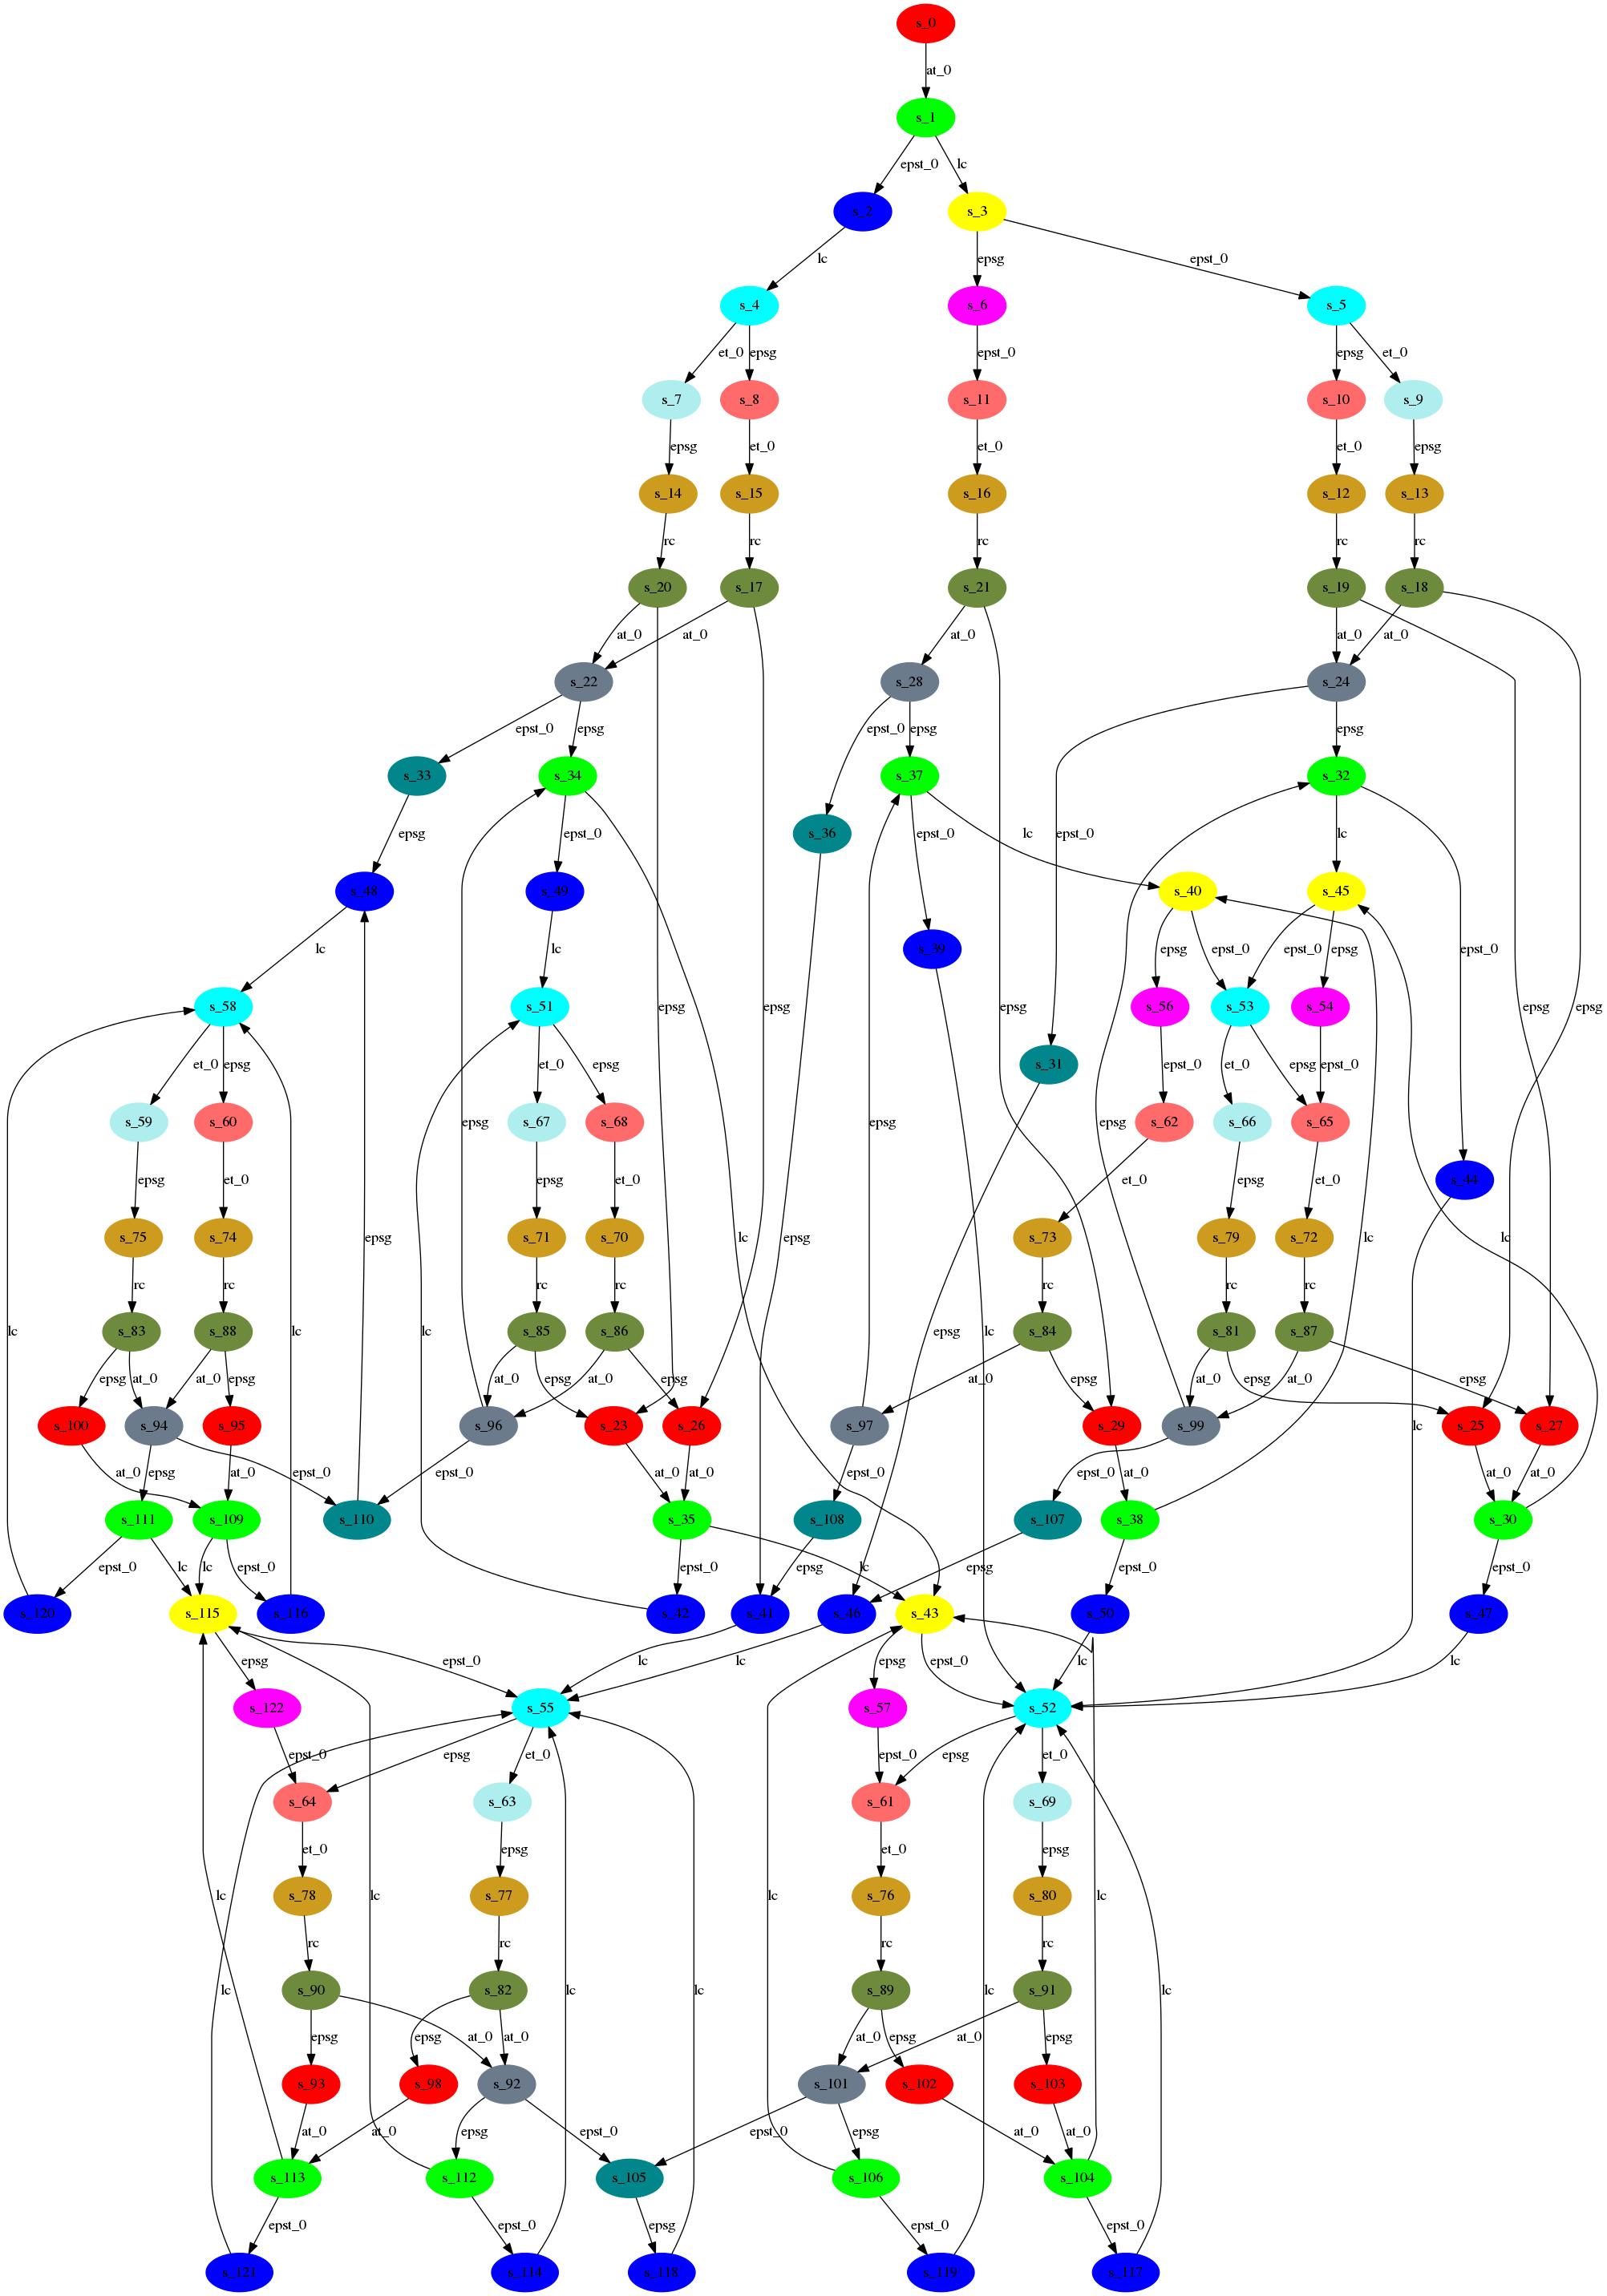 s_0
at_0
s_1
epst_0 lc
s_2 s_3
lc epsg epst_0
s_4 s_6 s_5
et_0 epsg epst_0 epsg et_0
s_7 s_8 s_11 s_10 s_9
epsg et_0 et_0 et_0 epsg
s_14 s_15 s_16 s_12 s_13
rc rc rc rc rc
s_20 s_17 s_21 s_19 s_18
at_0 at_0 at_0 at_0 at_0
s_22 s_28 s_24
epst_0 epsg epst_0 epsg epsg
s_33 s_34 s_37 s_32
epsg epst_0 s_36 epst_0 lc epst_0 lc
s_48 s_49 s_40 s_45
lc lc s_39 epsg epst_0 epst_0 epsg epst_0
s_58 s_51 epsg epsg epsg s_56 s_53 s_54 epsg epsg
et_0 epsg et_0 epsg s_31 epst_0 et_0 epsg epst_0
s_59 s_60 epsg s_67 s_68 epsg s_62 s_66 s_65
epsg et_0 epsg et_0 et_0 epsg et_0 s_44
s_75 s_74 epsg s_71 s_70 lc epsg s_73 lc s_79 s_72 lc
rc rc rc rc rc rc rc
s_83 s_88 lc lc s_85 s_86 epsg lc s_84 s_81 s_87
epsg at_0 at_0 epsg at_0 epsg at_0 epsg at_0 epsg at_0 epsg at_0 epsg
s_100 s_94 s_95 s_96 s_23 s_26 s_97 s_29 s_99 s_25 s_27 lc
at_0 epsg at_0 epst_0 epst_0 at_0 at_0 epst_0 epst_0 at_0 at_0 at_0
s_111 s_109 s_110 s_35 s_108 s_107 s_38 s_30
epst_0 lc lc epst_0 epst_0 lc epsg epsg epst_0 epst_0
s_120 s_115 s_116 s_42 s_41 s_46 s_43 s_50 s_47
epsg epst_0 lc lc epsg epst_0 lc lc
s_122 s_55 s_57 s_52
epst_0 epsg et_0 epst_0 epsg et_0
s_64 s_63 s_61 s_69
et_0 epsg et_0 epsg
s_78 lc lc s_77 lc s_76 s_80 lc
rc rc rc rc
s_90 lc s_82 lc lc s_89 lc s_91 lc
epsg at_0 epsg at_0 at_0 epsg at_0 epsg
s_93 s_98 s_92 s_101 s_102 s_103
at_0 at_0 epsg epst_0 epst_0 epsg at_0 at_0
s_113 s_112 s_105 s_106 s_104
epst_0 epst_0 epsg epst_0 epst_0
s_121 s_114 s_118 s_119 s_117